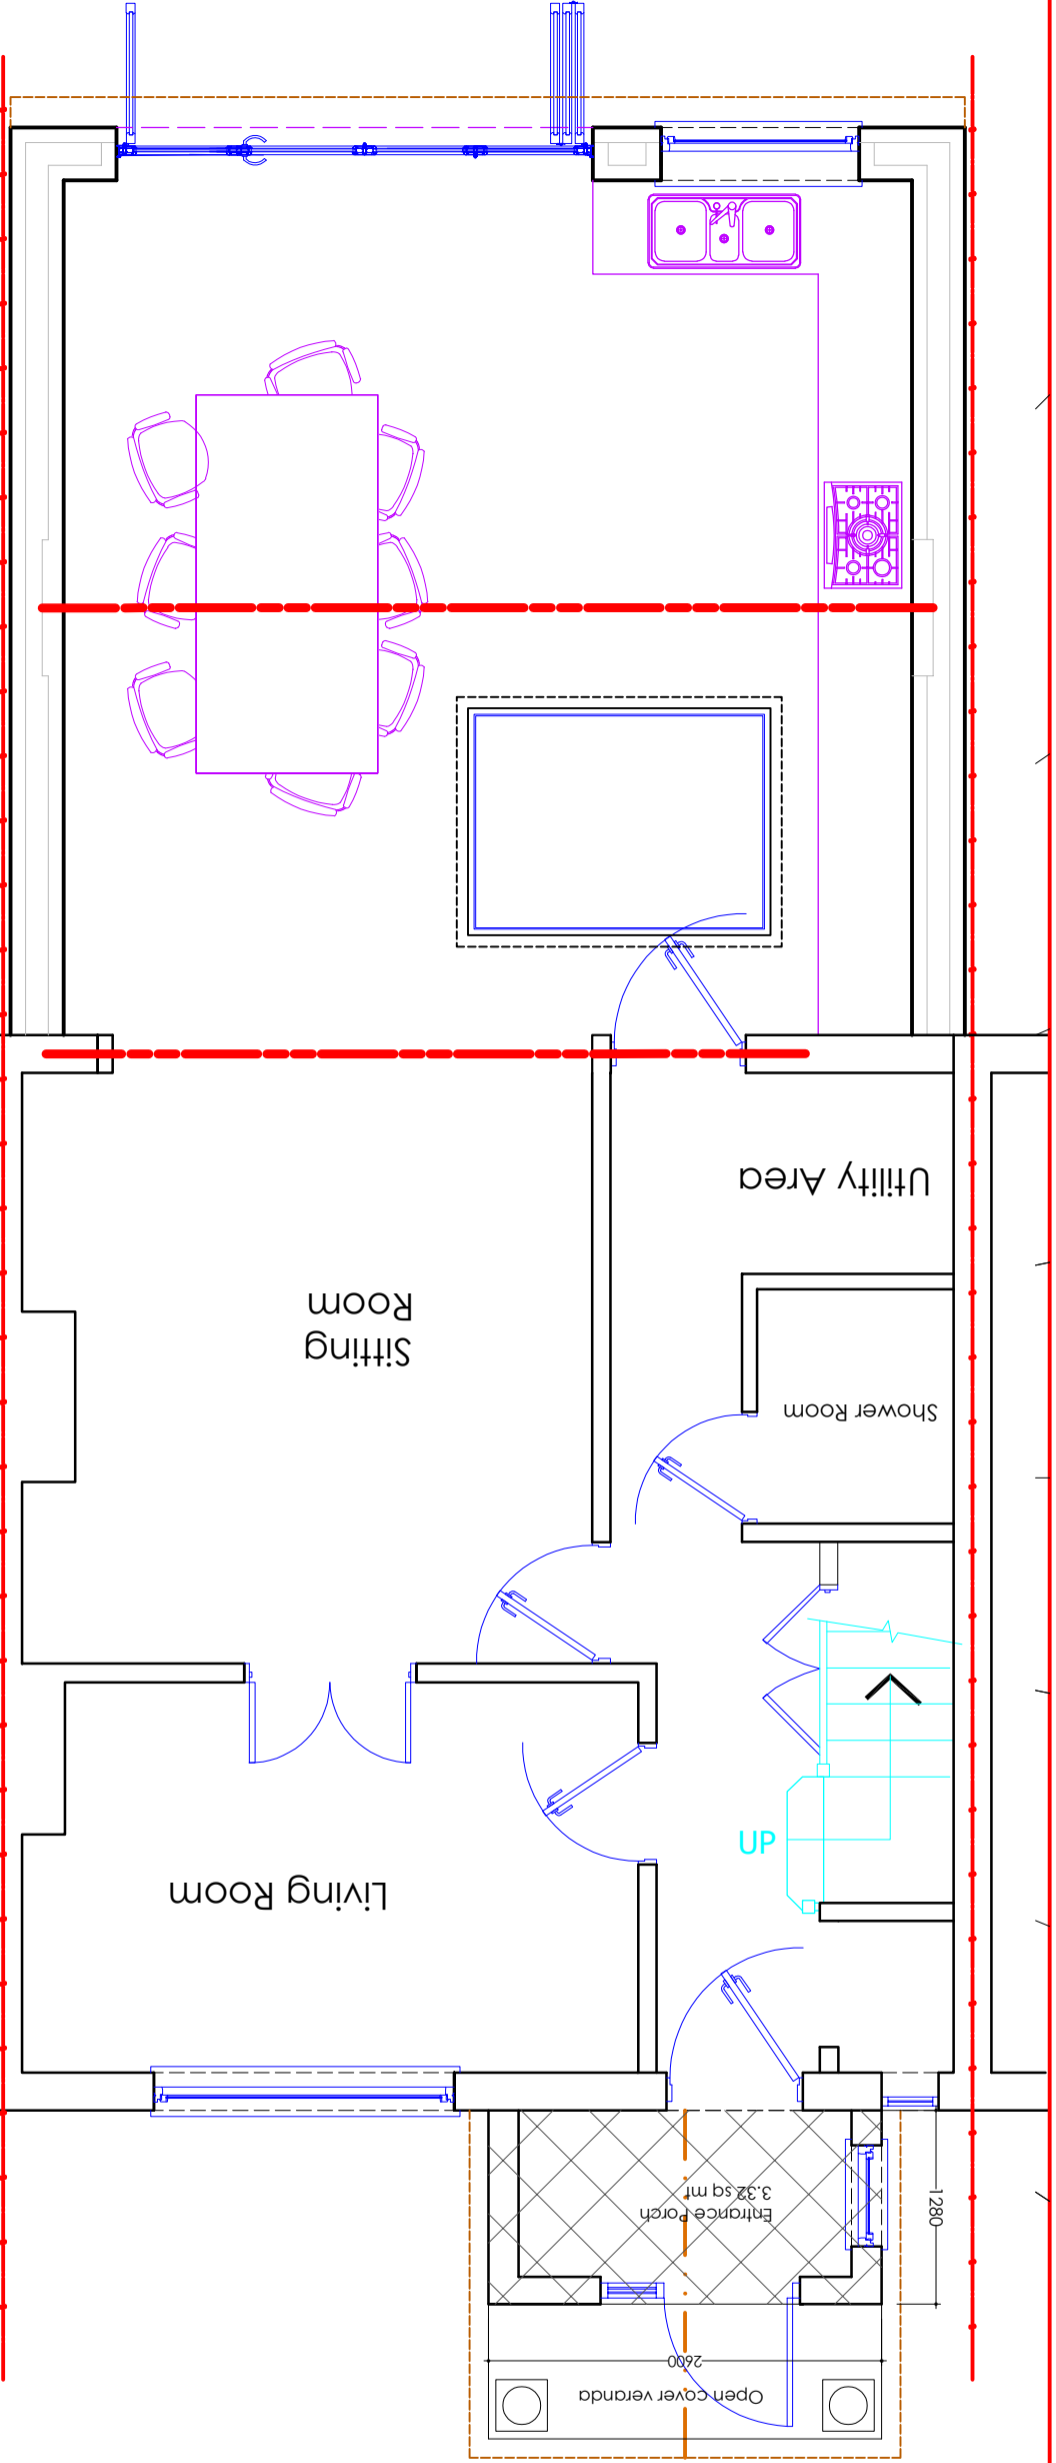 Open cover veranda
2600
1280
Entrance Porch
3.32 sq mt
Living Room
UP
Shower Room
Sitting
Room
Utility Area